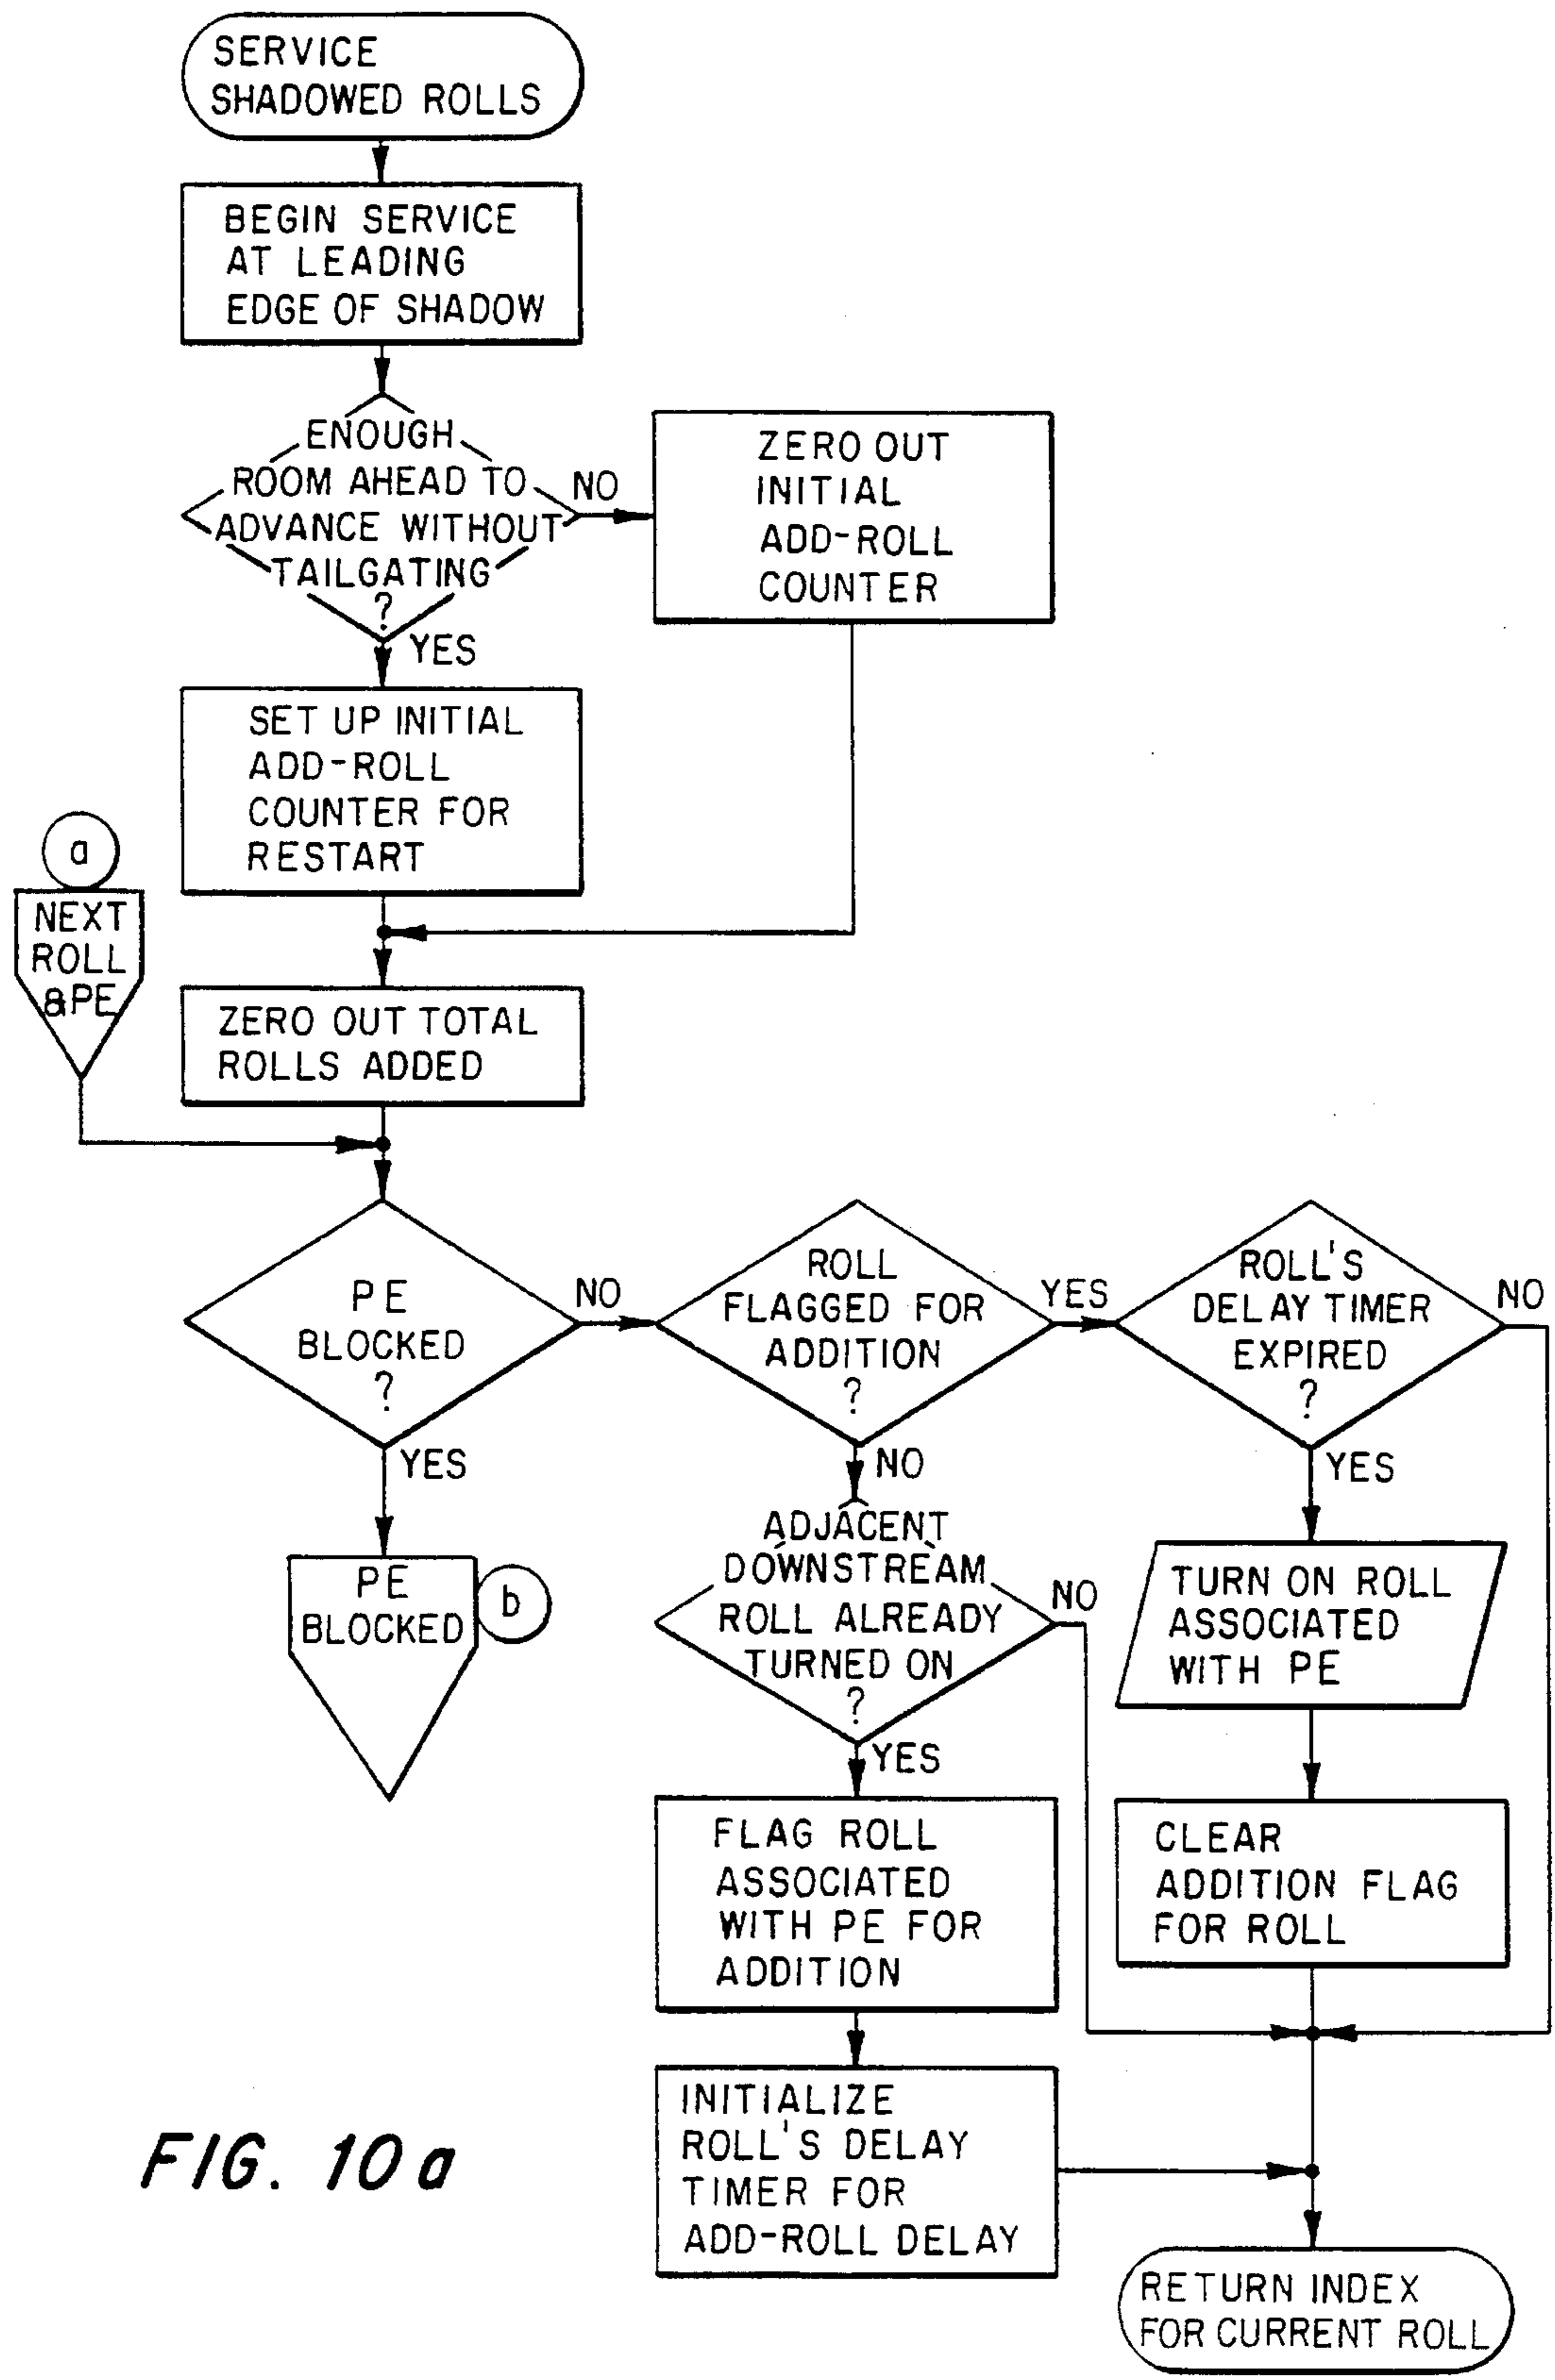 SERVICE
SHADOWED ROLLS
BEGIN SERVICE
AT LEADING
EDGE OF SHADOW
ENOUGH
ROOM AHEAD TO
ADVANCE WITHOUT
TAILGATING
?
NO
YES
ZERO OUT
INITIAL
ADD-ROLL
COUNTER
SET UP INITIAL
ADD-ROLL
COUNTER FOR
RESTART
a
NEXT
ROLL
&PE
ZERO OUT TOTAL
ROLLS ADDED
PE
BLOCKED
?
NO
YES
PE
BLOCKED
b
ROLL
FLAGGED FOR
ADDITION
?
YES
NO
ROLL'S
DELAY TIMER
EXPIRED
?
NO
YES
ADJACENT
DOWNSTREAM
ROLL ALREADY
TURNED ON
?
NO
YES
TURN ON ROLL
ASSOCIATED
WITH PE
FLAG ROLL
ASSOCIATED
WITH PE FOR
ADDITION
CLEAR
ADDITION FLAG
FOR ROLL
INITIALIZE
ROLL'S DELAY
TIMER FOR
ADD-ROLL DELAY
RETURN INDEX
FOR CURRENT ROLL
FIG. 10a